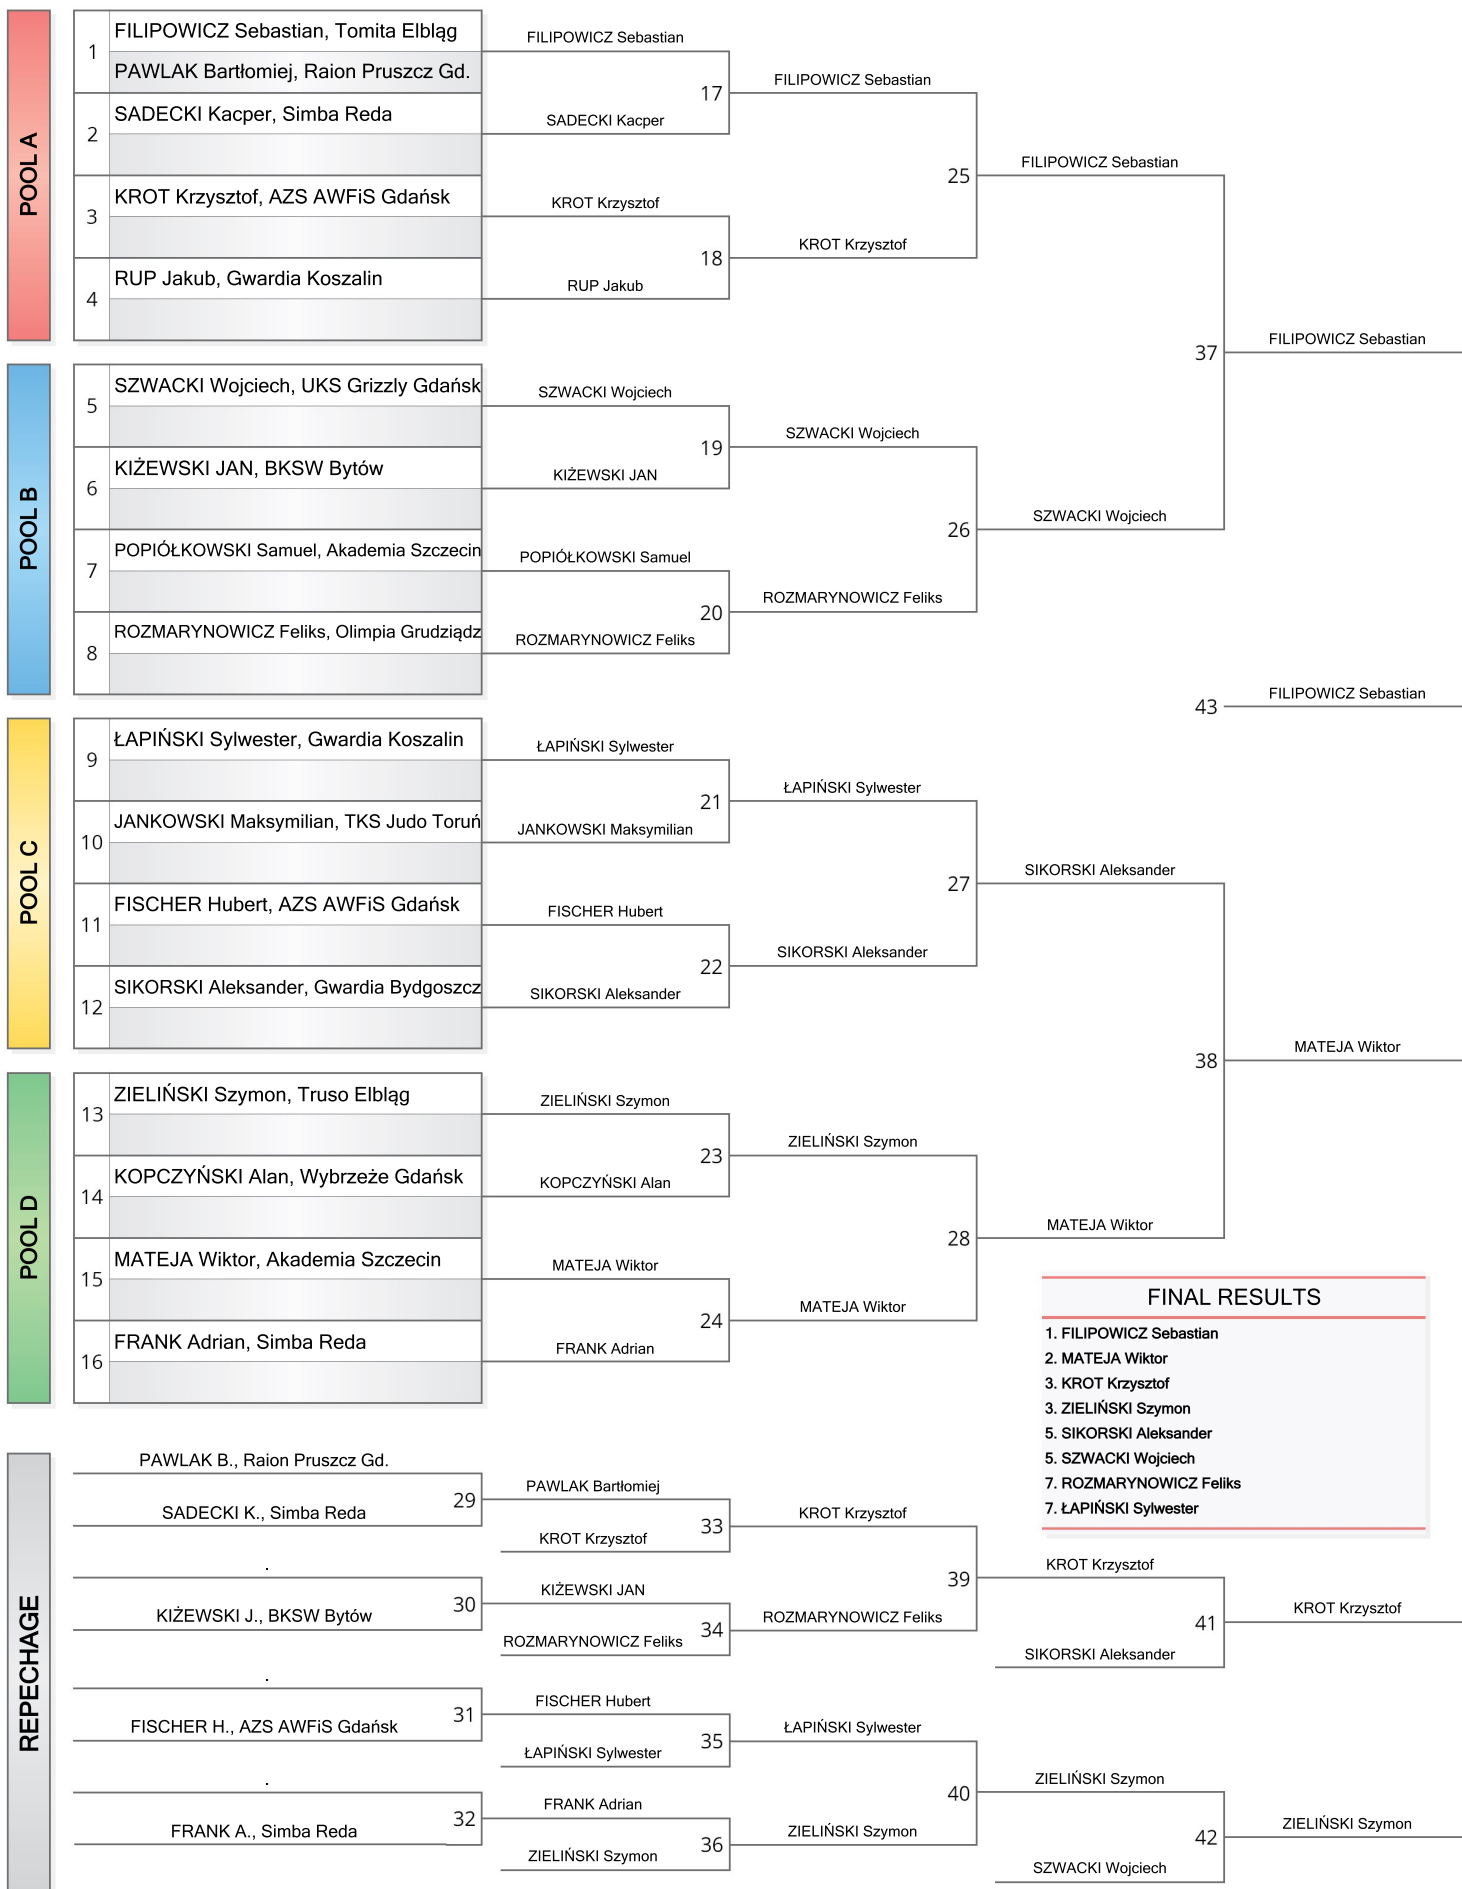 POOL A
1
FILIPOWICZ Sebastian, Tomita Elbląg
PAWLAK Bartłomiej, Raion Pruszcz Gd.
2
SADECKI Kacper, Simba Reda
3
KROT Krzysztof, AZS AWFiS Gdańsk
4
RUP Jakub, Gwardia Koszalin
FILIPOWICZ Sebastian
17
SADECKI Kacper
KROT Krzysztof
18
RUP Jakub
FILIPOWICZ Sebastian
25
KROT Krzysztof
FILIPOWICZ Sebastian
POOL B
5
SZWACKI Wojciech, UKS Grizzly Gdańsk
6
KIŻEWSKI JAN, BKSW Bytów
7
POPIÓŁKOWSKI Samuel, Akademia Szczecin
8
ROZMARYNOWICZ Feliks, Olimpia Grudziądz
SZWACKI Wojciech
19
KIŻEWSKI JAN
POPIÓŁKOWSKI Samuel
20
ROZMARYNOWICZ Feliks
SZWACKI Wojciech
26
ROZMARYNOWICZ Feliks
SZWACKI Wojciech
37
FILIPOWICZ Sebastian
43
FILIPOWICZ Sebastian
POOL C
9
ŁAPIŃSKI Sylwester, Gwardia Koszalin
10
JANKOWSKI Maksymilian, TKS Judo Toruń
11
FISCHER Hubert, AZS AWFiS Gdańsk
12
SIKORSKI Aleksander, Gwardia Bydgoszcz
ŁAPIŃSKI Sylwester
21
JANKOWSKI Maksymilian
FISCHER Hubert
22
SIKORSKI Aleksander
ŁAPIŃSKI Sylwester
27
SIKORSKI Aleksander
SIKORSKI Aleksander
POOL D
13
ZIELIŃSKI Szymon, Truso Elbląg
14
KOPCZYŃSKI Alan, Wybrzeże Gdańsk
15
MATEJA Wiktor, Akademia Szczecin
16
FRANK Adrian, Simba Reda
ZIELIŃSKI Szymon
23
KOPCZYŃSKI Alan
MATEJA Wiktor
24
FRANK Adrian
ZIELIŃSKI Szymon
28
MATEJA Wiktor
MATEJA Wiktor
38
MATEJA Wiktor
FINAL RESULTS
1. FILIPOWICZ Sebastian
2. MATEJA Wiktor
3. KROT Krzysztof
3. ZIELIŃSKI Szymon
5. SIKORSKI Aleksander
5. SZWACKI Wojciech
7. ROZMARYNOWICZ Feliks
7. ŁAPIŃSKI Sylwester
REPECHAGE
PAWLAK B., Raion Pruszcz Gd.
29
SADECKI K., Simba Reda
.
30
KIŻEWSKI J., BKSW Bytów
.
31
FISCHER H., AZS AWFiS Gdańsk
.
32
FRANK A., Simba Reda
PAWLAK Bartłomiej
33
KROT Krzysztof
KIŻEWSKI JAN
34
ROZMARYNOWICZ Feliks
FISCHER Hubert
35
ŁAPIŃSKI Sylwester
FRANK Adrian
36
ZIELIŃSKI Szymon
KROT Krzysztof
39
ROZMARYNOWICZ Feliks
ŁAPIŃSKI Sylwester
40
ZIELIŃSKI Szymon
KROT Krzysztof
41
SIKORSKI Aleksander
ZIELIŃSKI Szymon
42
SZWACKI Wojciech
KROT Krzysztof
ZIELIŃSKI Szymon